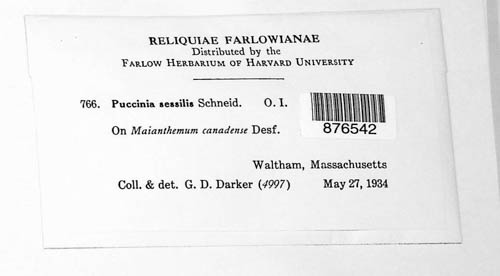 RELIQUIAE FARLOWIANAE
Distributed by the
FARLOW HERBARIUM OF HARVARD UNIVERSITY
766. Puccinia sessilis Schneid. O. I.
On Maianthemum canadense Desf.
876542
Waltham, Massachusetts
Coll. & det. G. D. Darker (4997) May 27, 1934